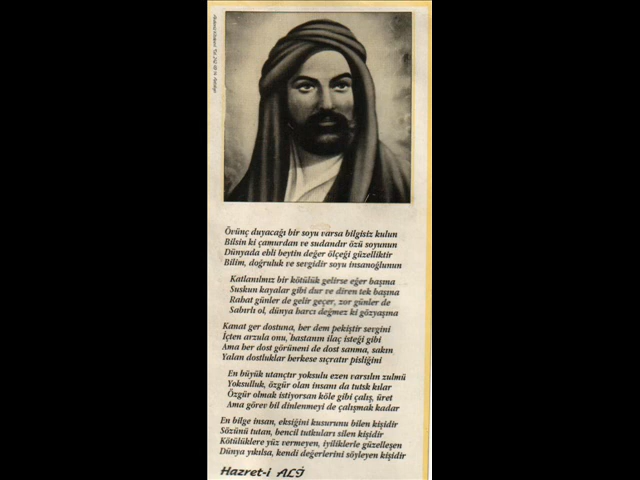 Övünç duyacağı bir soyu varsa bilgisiz kulun
Bilsin ki çamurdan ve sudandır özü soyunun
Dünyada ehli beytin değer ölçeği güzelliktir
Bilim, doğruluk ve sevgidir soyu insanoğlunun
Katlanılmız bir kötülük gelirse eğer başına
Suskun kayalar gibi dur ve diren tek başına
Rahat günler de gelir geçer, zor günler de
Sabırlı ol, dünya harcı değmez ki gözyaşına
Kanat ger dostuna, her dem pekiştir sevgini
İçten arzula onu, hastanın ilaç isteği gibi
Ama her dost görüneni de dost sanma, sakın
Yalan dostluklar herkese sıçratır pisliğini
En büyük utançtır yoksulu ezen varsılın zulmü
Yoksulluk, özgür olan insanı da tutsk kılar
Özgür olmak istiyorsan köle gibi çalış, üret
Ama görev bil dinlenmeyi de çalışmak kadar
En bilge insan, eksiğini kusurunu bilen kişidir
Sözünü tutan, bencil tutkuları silen kişidir
Kötülüklere yüz vermeyen, iyiliklerle güzelleşen
Dünya yıkılsa, kendi değerlerini söyleyen kişidir
Hazret-i ALİ